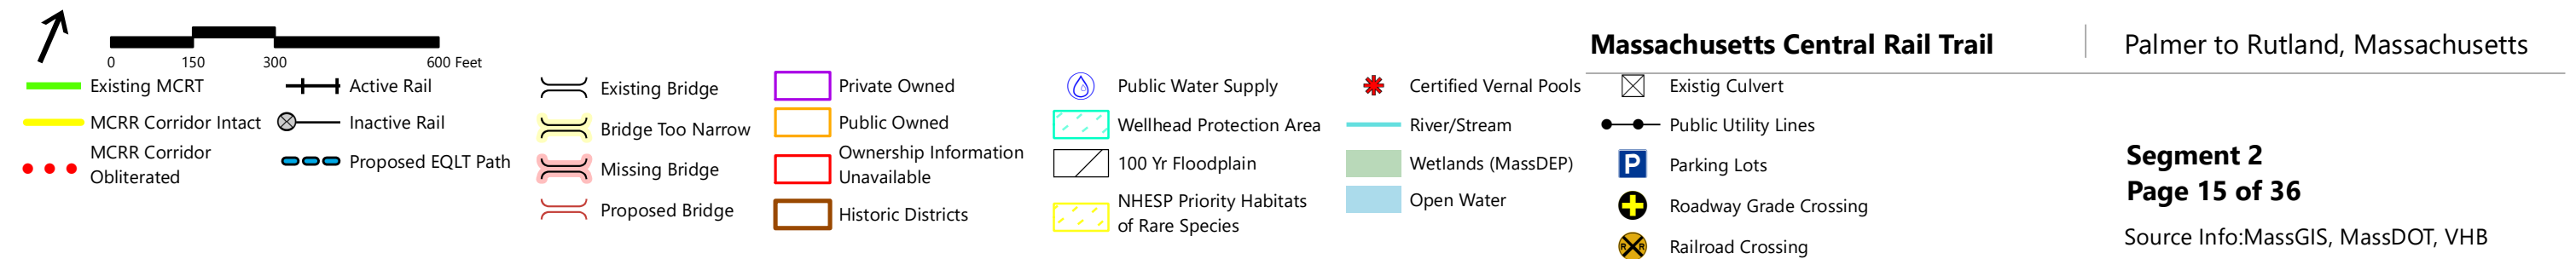 0 150 300 600 Feet
Existing MCRT
MCRR Corridor Intact
MCRR Corridor
Obliterated
Active Rail
Inactive Rail
Proposed EQLT Path
Existing Bridge
Bridge Too Narrow
Missing Bridge
Proposed Bridge
Private Owned
Public Owned
Ownership Information
Unavailable
Historic Districts
Public Water Supply
Wellhead Protection Area
100 Yr Floodplain
NHESP Priority Habitats
of Rare Species
Certified Vernal Pools
River/Stream
Wetlands (MassDEP)
Open Water
Massachusetts Central Rail Trail
Palmer to Rutland, Massachusetts
Existig Culvert
Public Utility Lines
P Parking Lots
Roadway Grade Crossing
R R Railroad Crossing
Segment 2
Page 15 of 36
Source Info:MassGIS, MassDOT, VHB